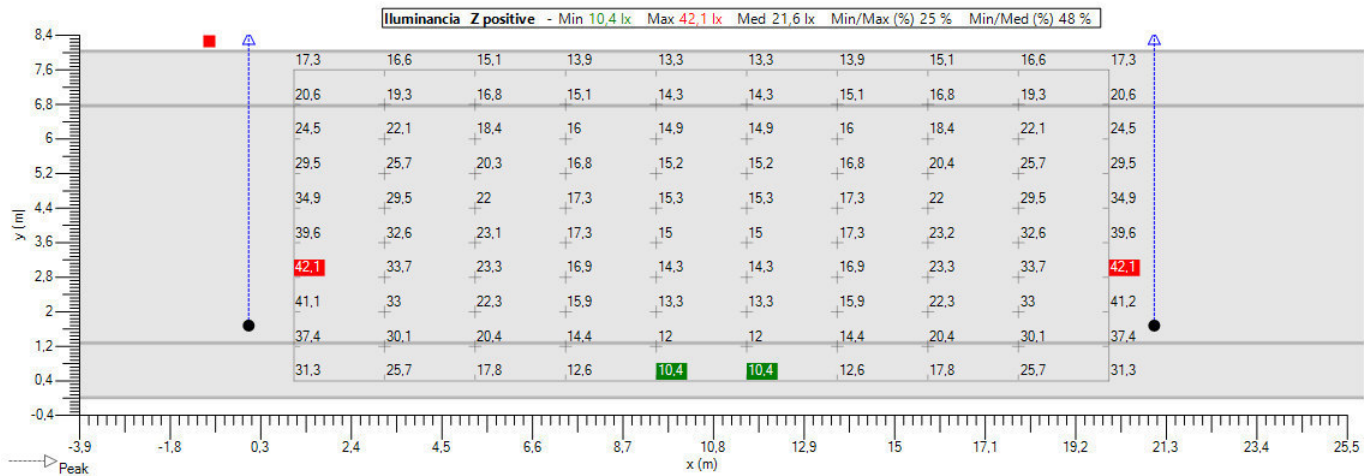 Iluminancia Z positive - Min 10,4 lx Max 42,1 lx Med 21,6 lx Min/Max (%) 25 % Min/Med (%) 48 %
8,4
17,3 16,6 15,1 13,9 13,3 13,3 13,9 15,1 16,6 17,3
7,6
20,6 19,3 16,8 15,1 14,3 14,3 15,1 16,8 19,3 20,6
6,8
24,5 22,1 18,4 16 14,9 14,9 16 18,4 22,1 24,5
6
29,5 25,7 20,3 16,8 15,2 15,2 16,8 20,4 25,7 29,5
5,2
34,9 29,5 22 17,3 15,3 15,3 17,3 22 29,5 34,9
4,4
39,6 32,6 23,1 17,3 15 15 17,3 23,2 32,6 39,6
3,6
42,1 33,7 23,3 16,9 14,3 14,3 16,9 23,3 33,7 42,1
2,8
41,1 33 22,3 15,9 13,3 13,3 15,9 22,3 33 41,2
2
37,4 30,1 20,4 14,4 12 12 14,4 20,4 30,1 37,4
1,2
31,3 25,7 17,8 12,6 10,4 10,4 12,6 17,8 25,7 31,3
0,4
-0,4
y (m)
-3,9 -1,8 0,3 2,4 4,5 6,6 8,7 10,8 12,9 15 17,1 19,2 21,3 23,4 25,5
x (m)
Peak